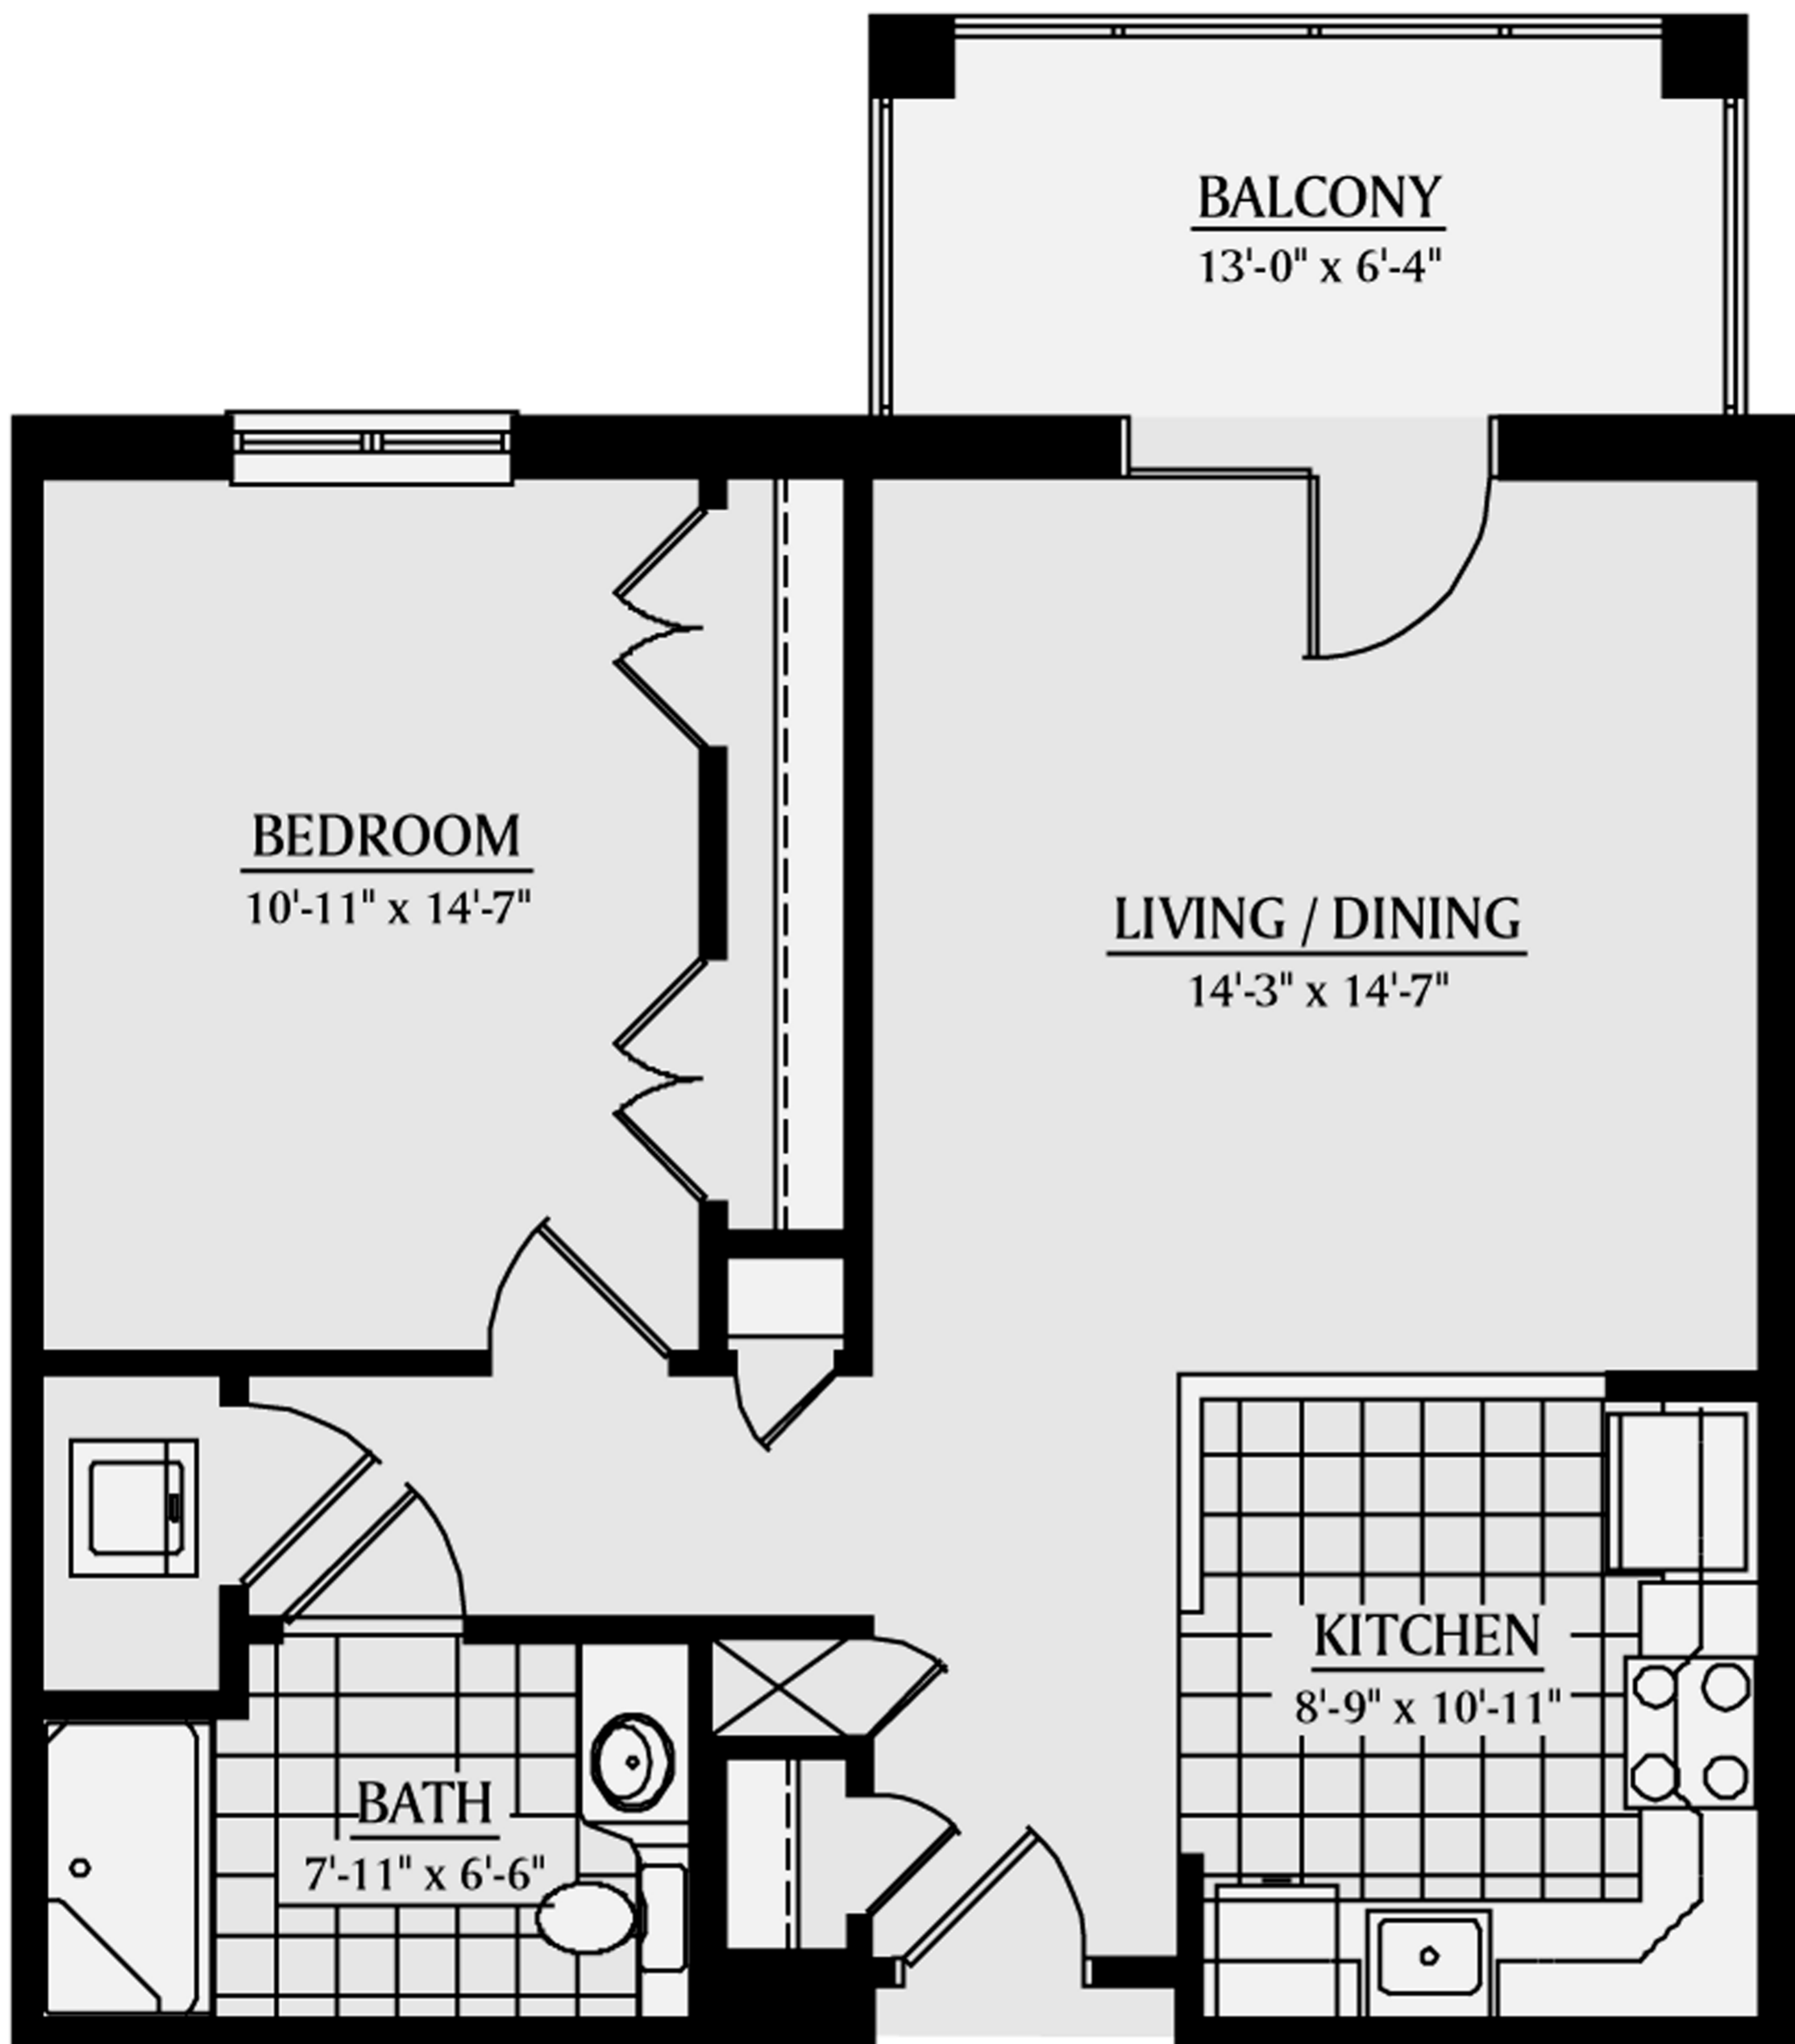 BALCONY
13'-0" x 6'-4"
BEDROOM
10'-11" x 14'-7"
LIVING / DINING
14'-3" x 14'-7"
KITCHEN
8'-9" x 10'-11"
BATH
7'-11" x 6'-6"